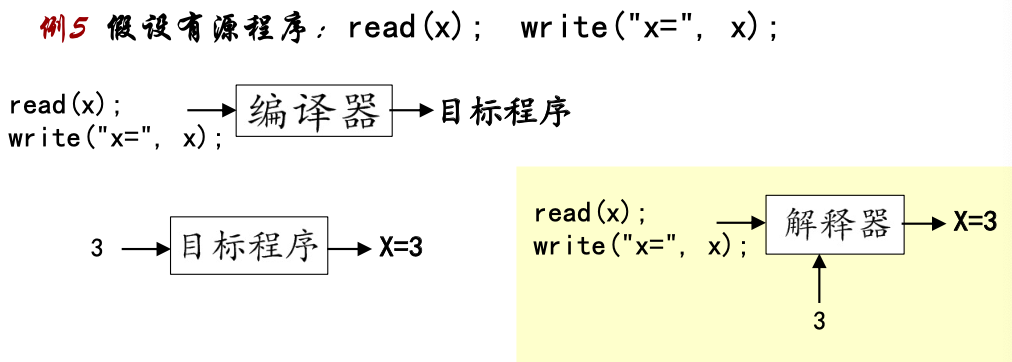 例5 假设有源程序：read(x); write("x=", x);
read(x);
write("x=", x);
编译器
目标程序
3
目标程序
X=3
read(x);
write("x=", x);
解释器
X=3
3